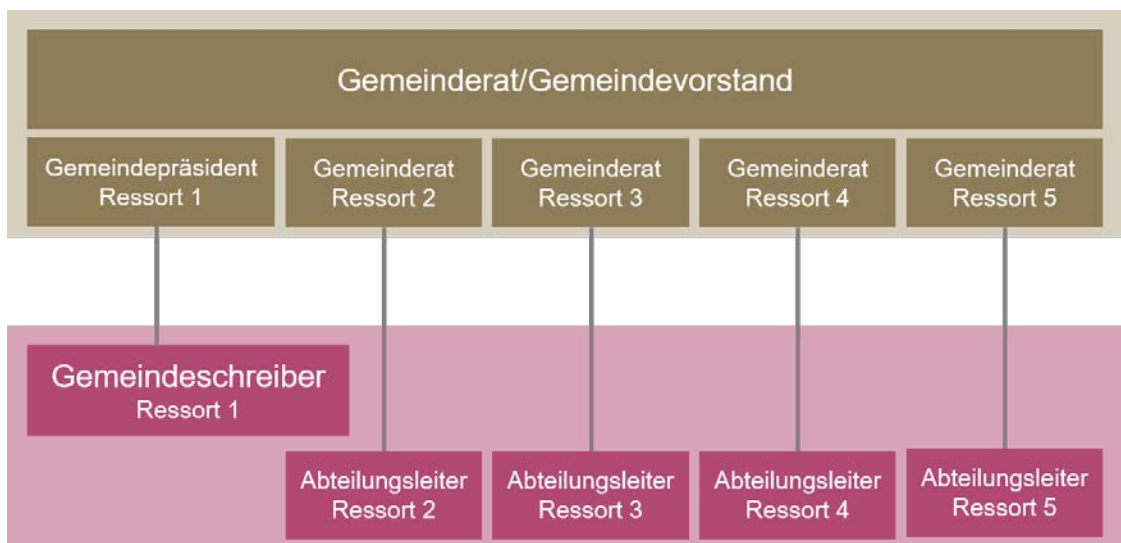 Gemeinderat/Gemeindevorstand
Gemeindepräsident
Ressort 1
Gemeinderat
Ressort 2
Gemeinderat
Ressort 3
Gemeinderat
Ressort 4
Gemeinderat
Ressort 5
Gemeindeschreiber
Ressort 1
Abteilungsleiter
Ressort 2
Abteilungsleiter
Ressort 3
Abteilungsleiter
Ressort 4
Abteilungsleiter
Ressort 5